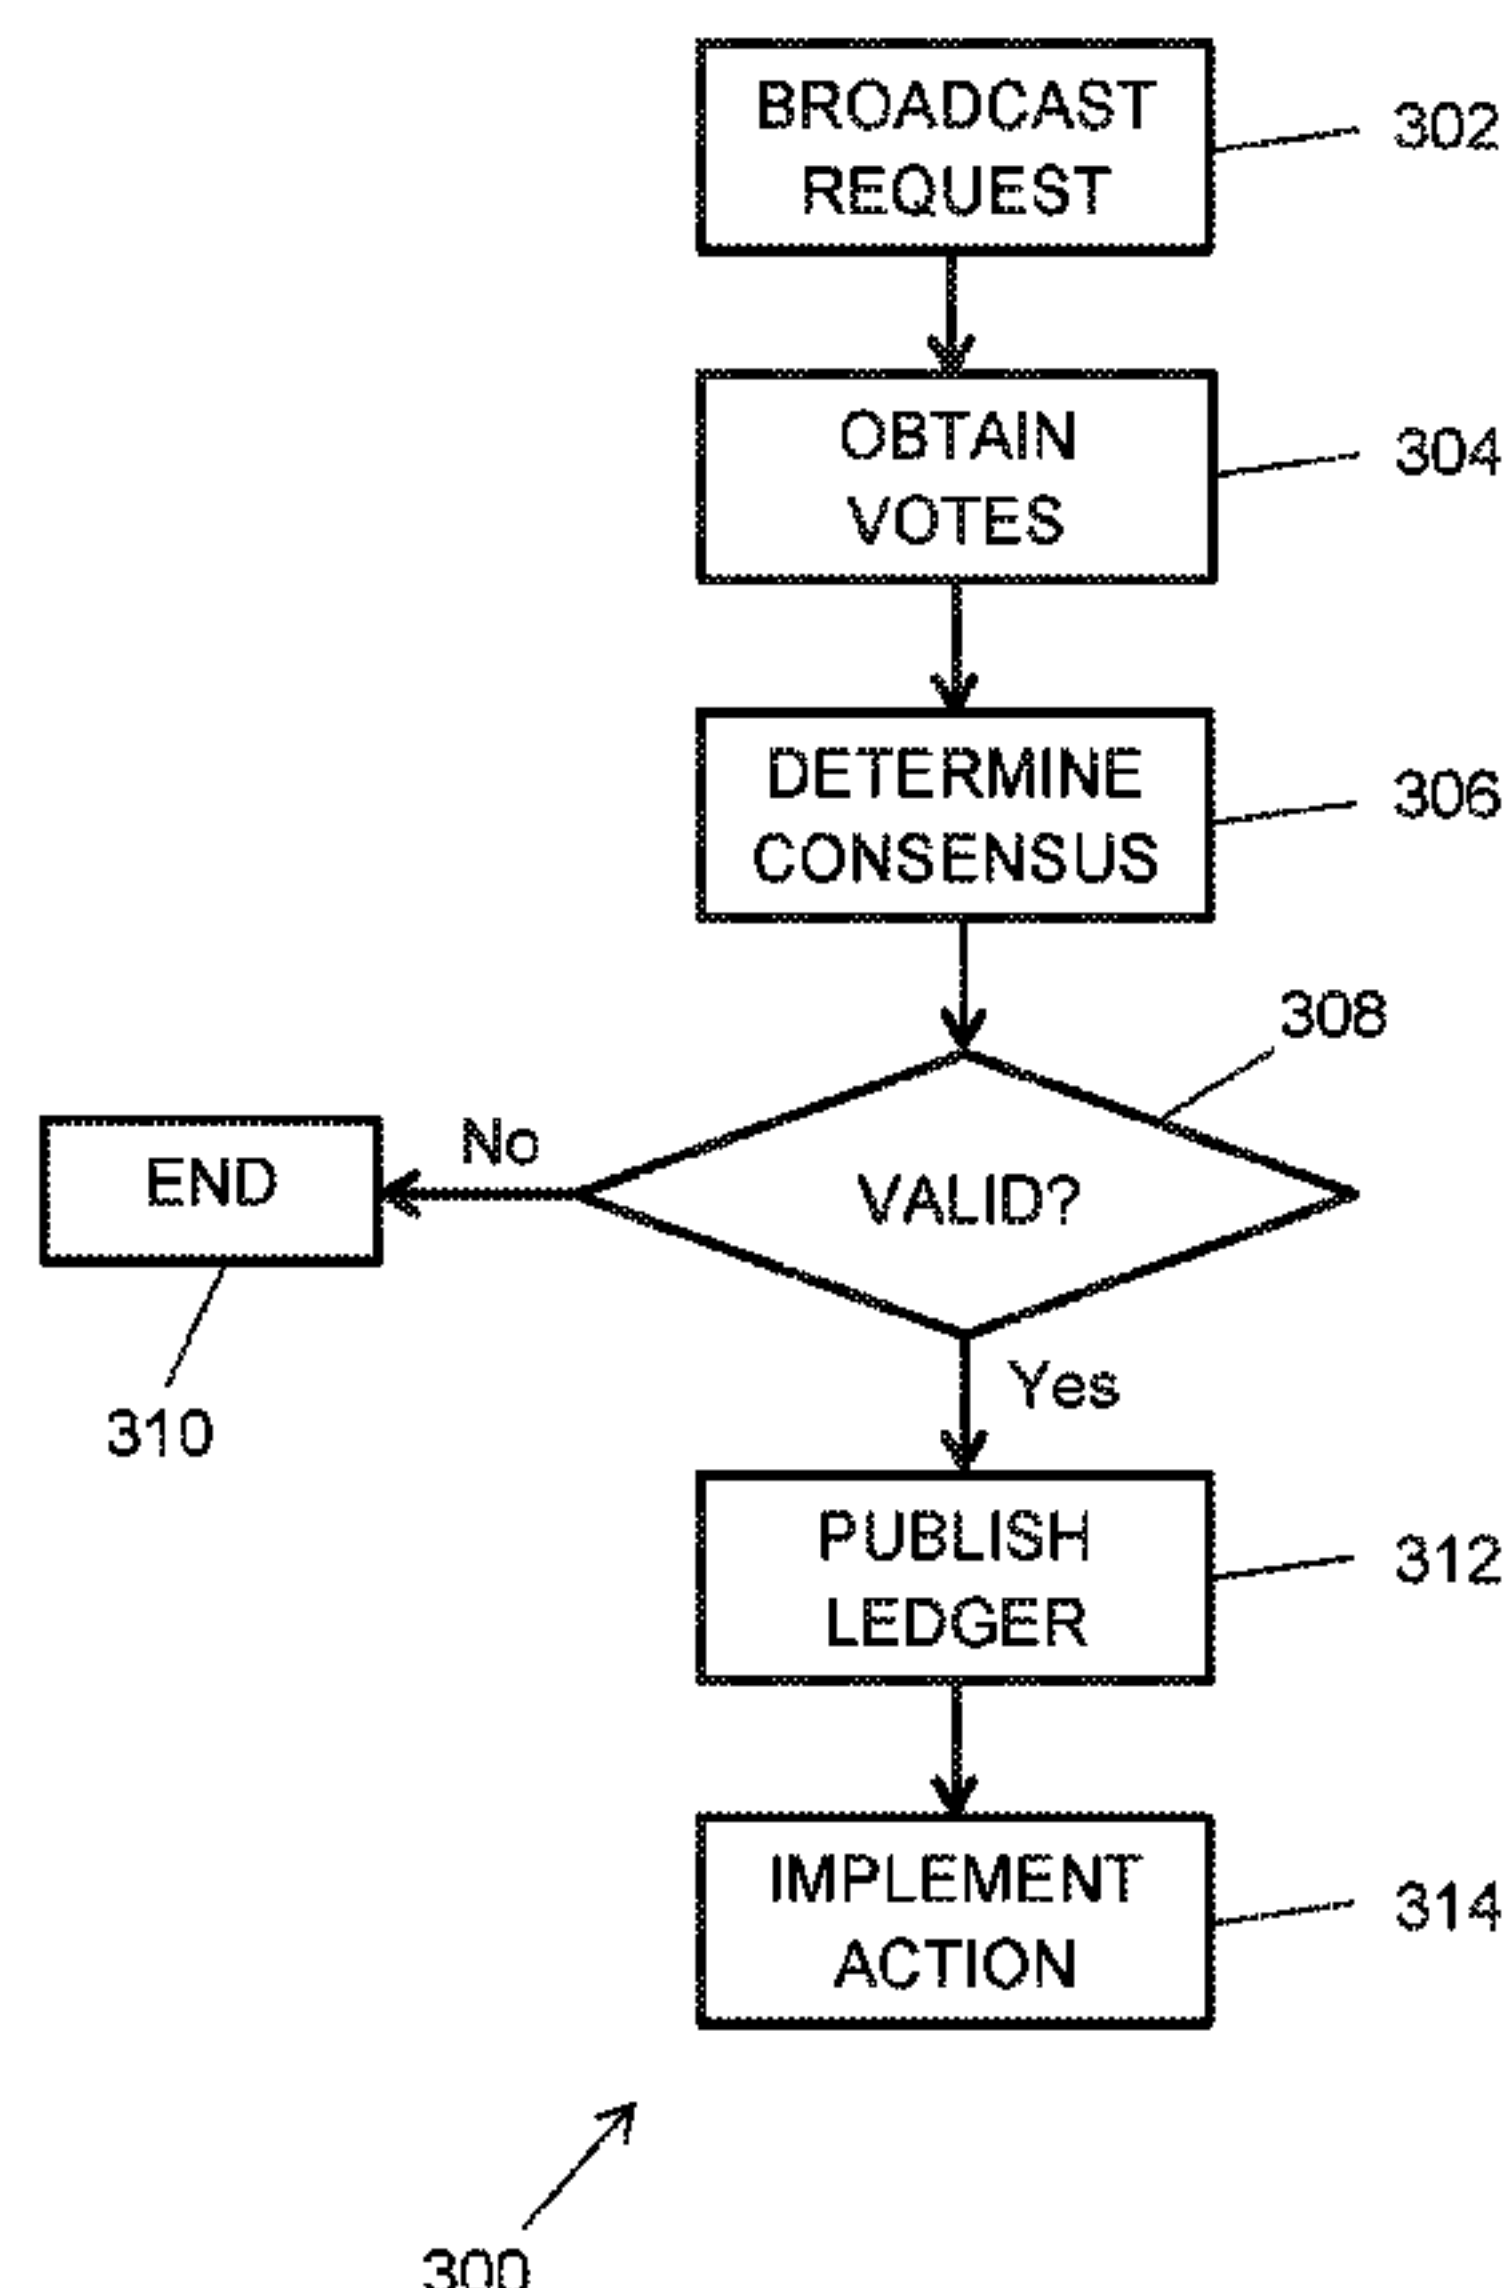 BROADCAST
REQUEST
302
OBTAIN
VOTES
304
DETERMINE
CONSENSUS
306
308
VALID?
No
END
310
Yes
PUBLISH
LEDGER
312
IMPLEMENT
ACTION
314
300